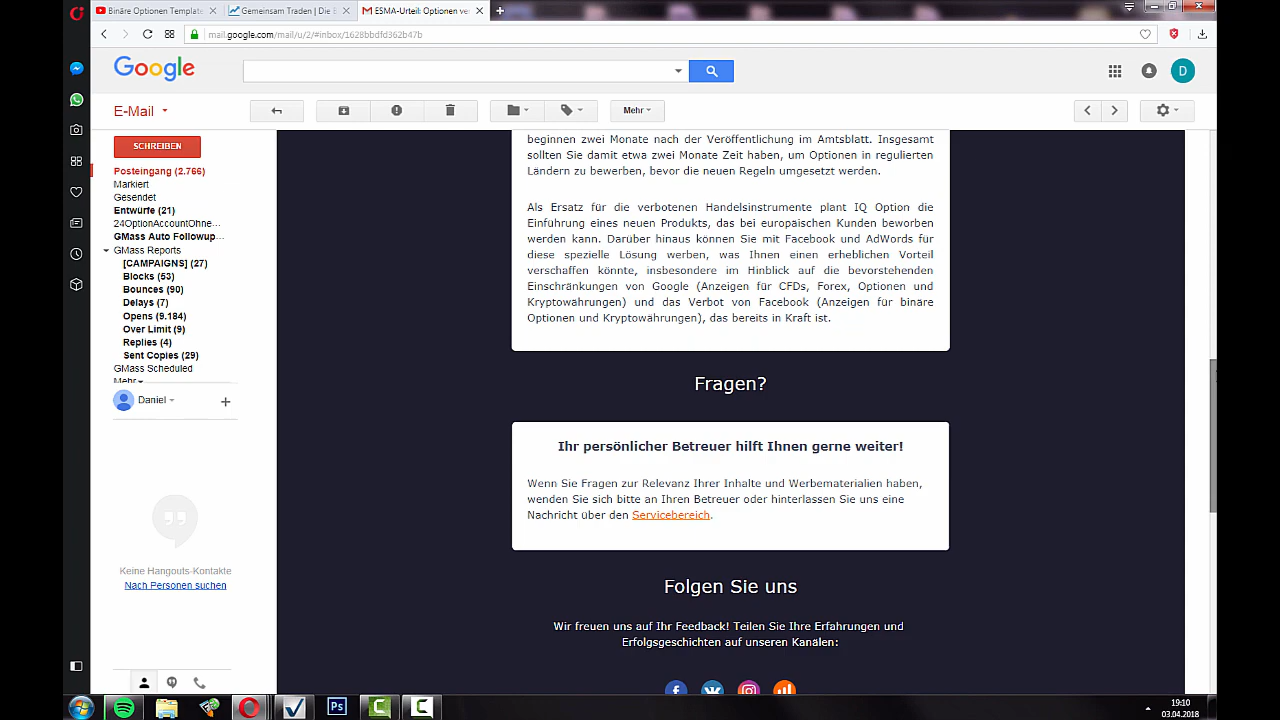 Binäre Optionen Template
Gemeinsam Traden | Die B
ESMA-Urteil: Optionen ve
mail.google.com/mail/u/2/#inbox/1628bbdfd362b47b
Google
D
E-Mail
Mehr
SCHREIBEN
Posteingang (2.766)
Markiert
Gesendet
Entwürfe (21)
24OptionAccountOhne...
GMass Auto Followup...
GMass Reports
[CAMPAIGNS] (27)
Blocks (53)
Bounces (90)
Delays (7)
Opens (9.184)
Over Limit (9)
Replies (4)
Sent Copies (29)
GMass Scheduled
Mehr
Daniel
Keine Hangouts-Kontakte
Nach Personen suchen
beginnen zwei Monate nach der Veröffentlichung im Amtsblatt. Insgesamt
sollten Sie damit etwa zwei Monate Zeit haben, um Optionen in regulierten
Ländern zu bewerben, bevor die neuen Regeln umgesetzt werden.
Als Ersatz für die verbotenen Handelsinstrumente plant IQ Option die
Einführung eines neuen Produkts, das bei europäischen Kunden beworben
werden kann. Darüber hinaus können Sie mit Facebook und AdWords für
diese spezielle Lösung werben, was Ihnen einen erheblichen Vorteil
verschaffen könnte, insbesondere im Hinblick auf die bevorstehenden
Einschränkungen von Google (Anzeigen für CFDs, Forex, Optionen und
Kryptowährungen) und das Verbot von Facebook (Anzeigen für binäre
Optionen und Kryptowährungen), das bereits in Kraft ist.
Fragen?
Ihr persönlicher Betreuer hilft Ihnen gerne weiter!
Wenn Sie Fragen zur Relevanz Ihrer Inhalte und Werbematerialien haben,
wenden Sie sich bitte an Ihren Betreuer oder hinterlassen Sie uns eine
Nachricht über den Servicebereich.
Folgen Sie uns
Wir freuen uns auf Ihr Feedback! Teilen Sie Ihre Erfahrungen und
Erfolgsgeschichten auf unseren Kanälen:
Ps
19:10
03.04.2018